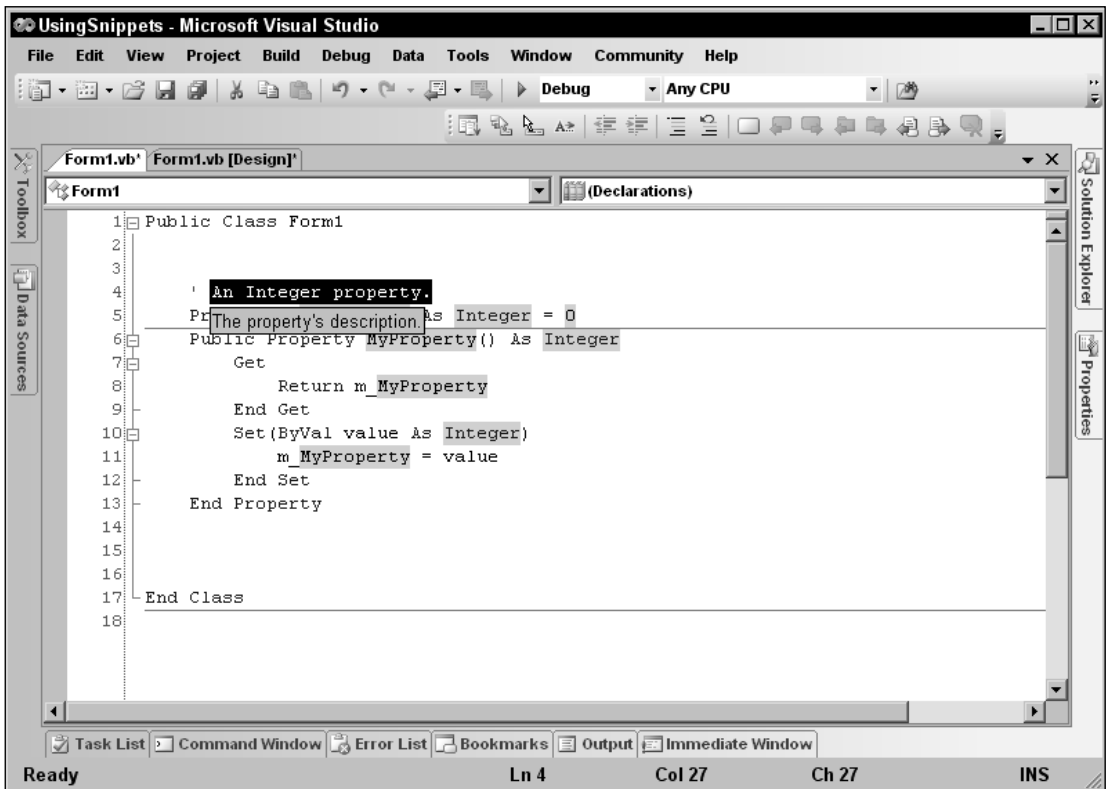 UsingSnippets - Microsoft Visual Studio
File Edit View Project Build Debug Data Tools Window Community Help
Debug Any CPU
Form1.vb* Form1.vb [Design]*
Form1 (Declarations)
Toolbox
Data Sources
Solution Explorer
Properties
1 Public Class Form1
2
3
4 ' An Integer property.
The property's description.
5 Pr As Integer = 0
6 Public Property MyProperty() As Integer
7 Get
8 Return m_MyProperty
9 End Get
10 Set(ByVal value As Integer)
11 m_MyProperty = value
12 End Set
13 End Property
14
15
16
17 End Class
18
Task List Command Window Error List Bookmarks Output Immediate Window
Ready Ln 4 Col 27 Ch 27 INS